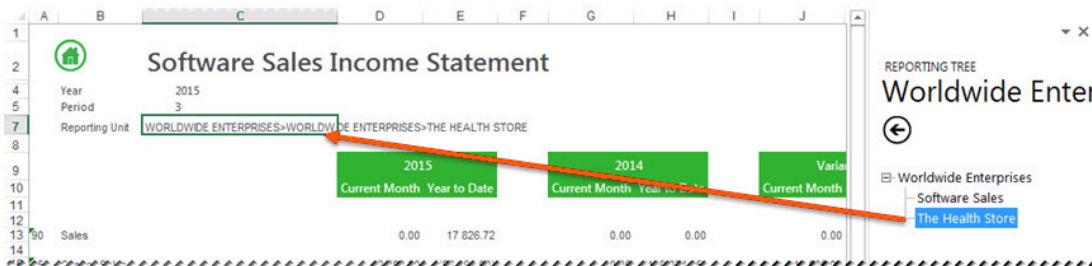 A B C D E F G H I J
1
2 Software Sales Income Statement
REPORTING TREE
Worldwide Enter
4 Year 2015
5 Period 3
7 Reporting Unit WORLDWIDE ENTERPRISES>WORLDWIDE ENTERPRISES>THE HEALTH STORE
8
9 2015 2014 Varia
10 Current Month Year to Date Current Month Year to Date Current Month
11
12
13 90 Sales 0.00 17 826.72 0.00 0.00 0.00
14
Worldwide Enterprises
Software Sales
The Health Store